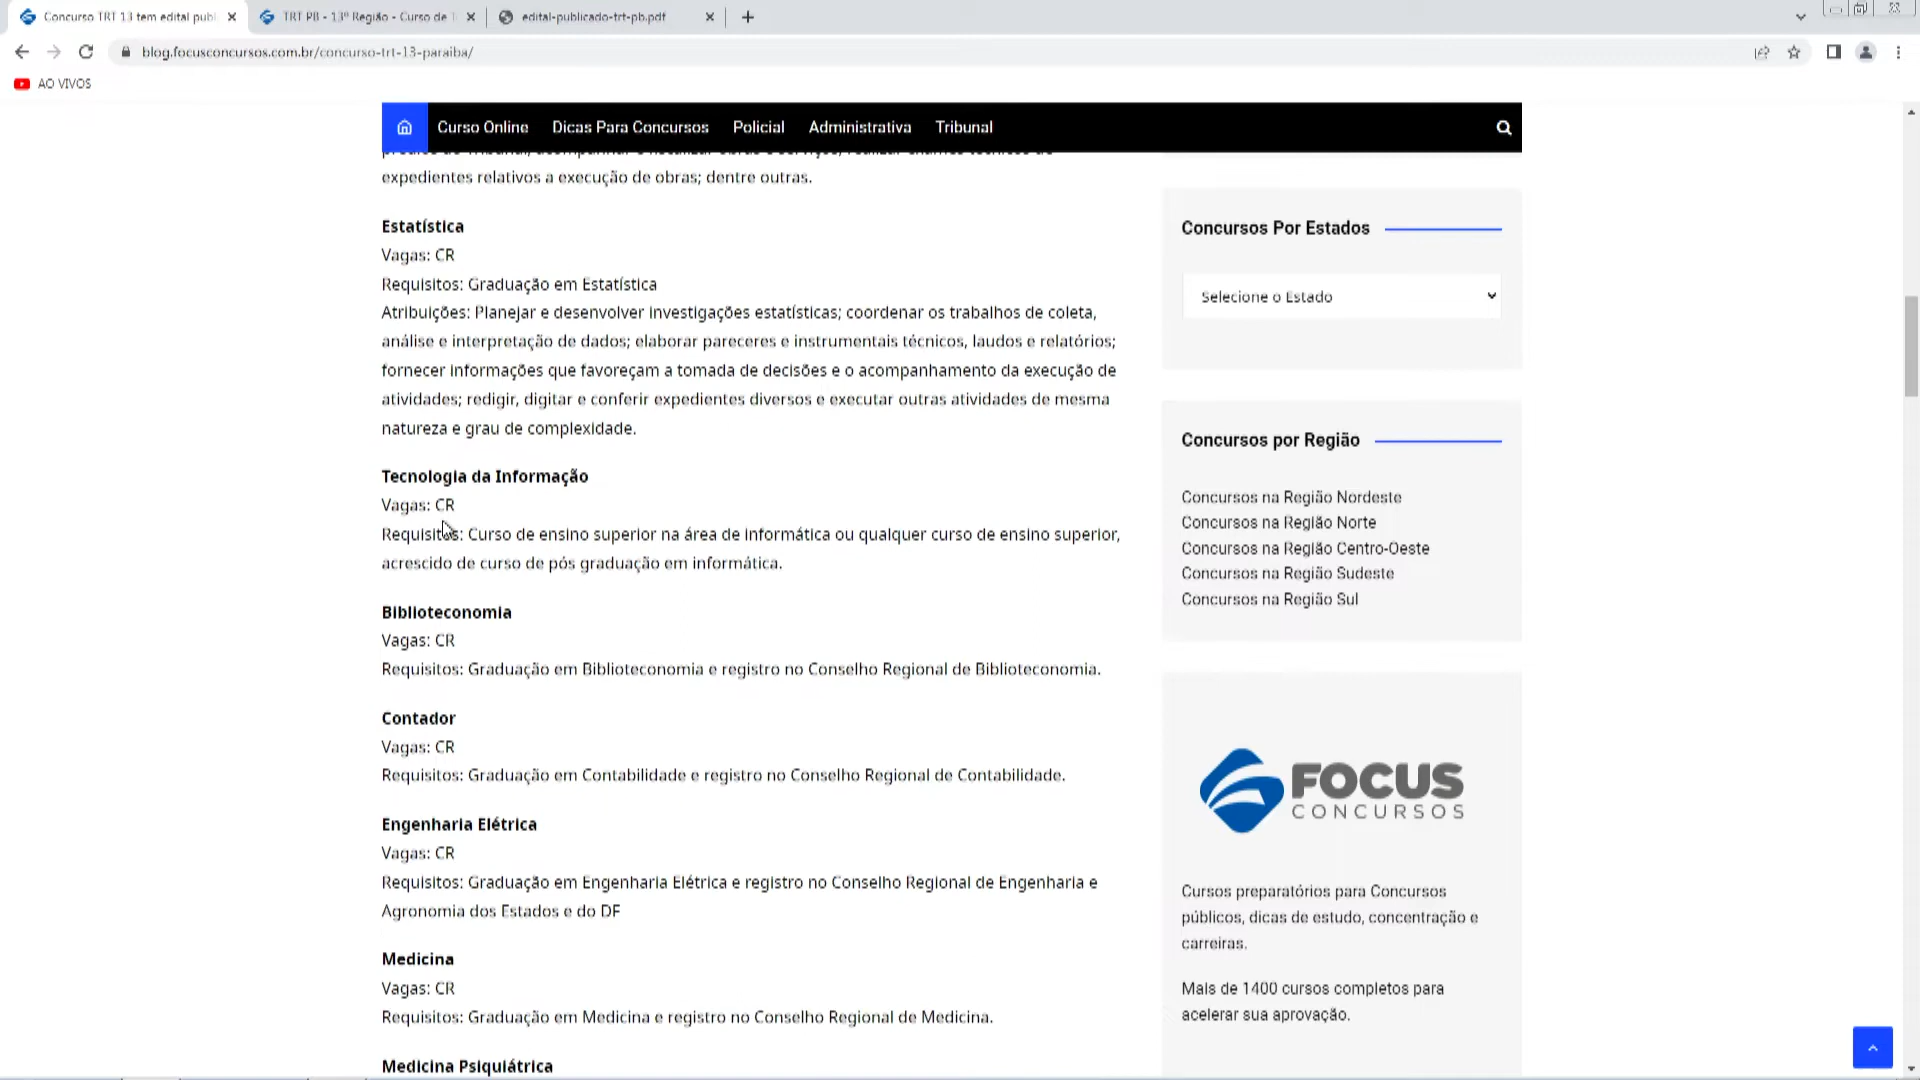 Concurso TRT 13 tem edital publ
TRT PB - 13ª Região - Curso de T
edital-publicado-trt-pb.pdf
blog.focusconcursos.com.br/concurso-trt-13-paraiba/
AO VIVOS
Curso Online
Dicas Para Concursos
Policial
Administrativa
Tribunal
expedientes relativos a execução de obras; dentre outras.
Estatística
Vagas: CR
Requisitos: Graduação em Estatística
Atribuições: Planejar e desenvolver investigações estatísticas; coordenar os trabalhos de coleta,
análise e interpretação de dados; elaborar pareceres e instrumentais técnicos, laudos e relatórios;
fornecer informações que favoreçam a tomada de decisões e o acompanhamento da execução de
atividades; redigir, digitar e conferir expedientes diversos e executar outras atividades de mesma
natureza e grau de complexidade.
Tecnologia da Informação
Vagas: CR
Requisitos: Curso de ensino superior na área de informática ou qualquer curso de ensino superior,
acrescido de curso de pós graduação em informática.
Biblioteconomia
Vagas: CR
Requisitos: Graduação em Biblioteconomia e registro no Conselho Regional de Biblioteconomia.
Contador
Vagas: CR
Requisitos: Graduação em Contabilidade e registro no Conselho Regional de Contabilidade.
Engenharia Elétrica
Vagas: CR
Requisitos: Graduação em Engenharia Elétrica e registro no Conselho Regional de Engenharia e
Agronomia dos Estados e do DF
Medicina
Vagas: CR
Requisitos: Graduação em Medicina e registro no Conselho Regional de Medicina.
Medicina Psiquiátrica
Concursos Por Estados
Selecione o Estado
Concursos por Região
Concursos na Região Nordeste
Concursos na Região Norte
Concursos na Região Centro-Oeste
Concursos na Região Sudeste
Concursos na Região Sul
FOCUS
CONCURSOS
Cursos preparatórios para Concursos
públicos, dicas de estudo, concentração e
carreiras.
Mais de 1400 cursos completos para
acelerar sua aprovação.